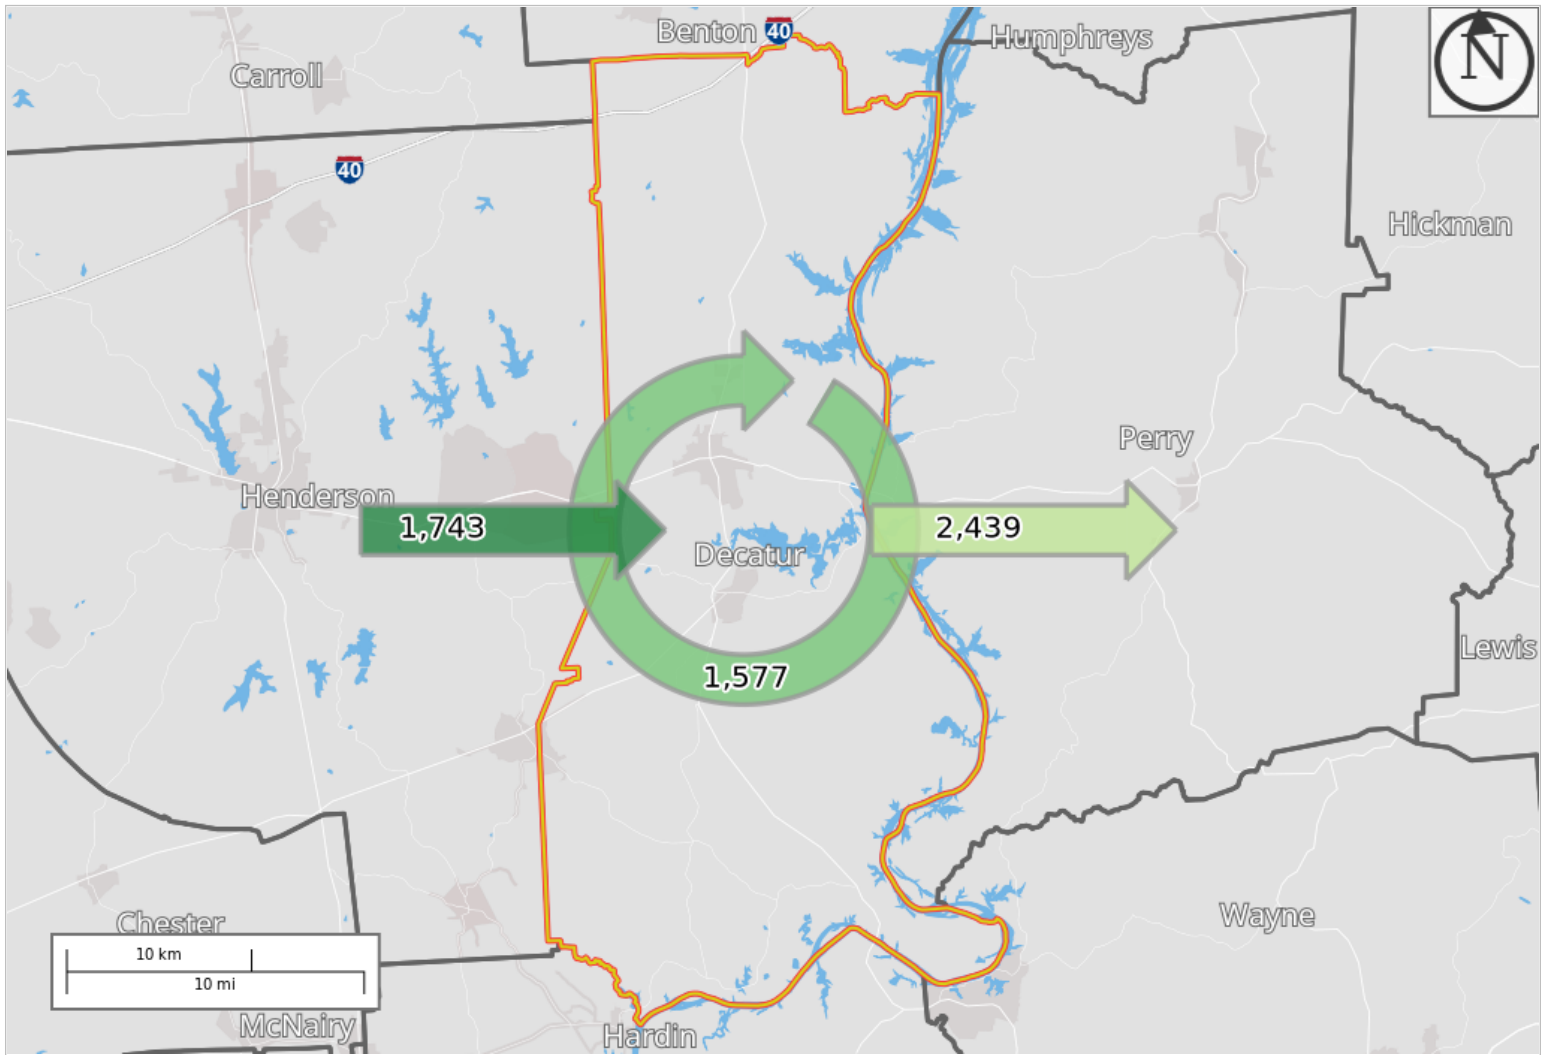 Benton
40
Humphreys
N
Carroll
40
Hickman
Perry
Henderson
1,743
2,439
Decatur
Lewis
1,577
Wayne
Chester
10 km
10 mi
McNairy
Hardin